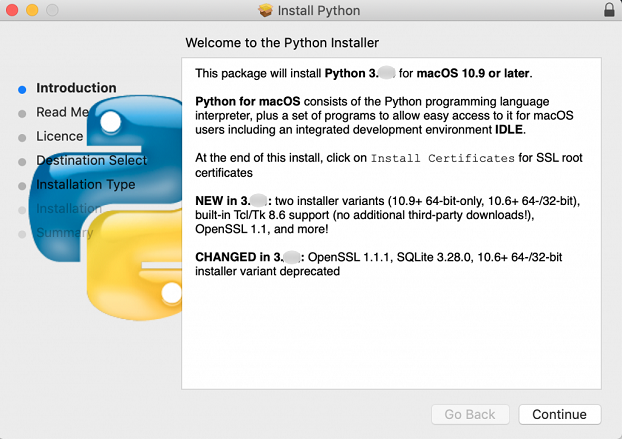 Install Python
Welcome to the Python Installer
Introduction
Read Me
Licence
Destination Select
Installation Type
Installation
Summary
This package will install Python 3. for macOS 10.9 or later.
Python for macOS consists of the Python programming language
interpreter, plus a set of programs to allow easy access to it for macOS
users including an integrated development environment IDLE.
At the end of this install, click on Install Certificates for SSL root
certificates
NEW in 3. : two installer variants (10.9+ 64-bit-only, 10.6+ 64-/32-bit),
built-in Tcl/Tk 8.6 support (no additional third-party downloads!),
OpenSSL 1.1, and more!
CHANGED in 3. : OpenSSL 1.1.1, SQLite 3.28.0, 10.6+ 64-/32-bit
installer variant deprecated
Go Back
Continue